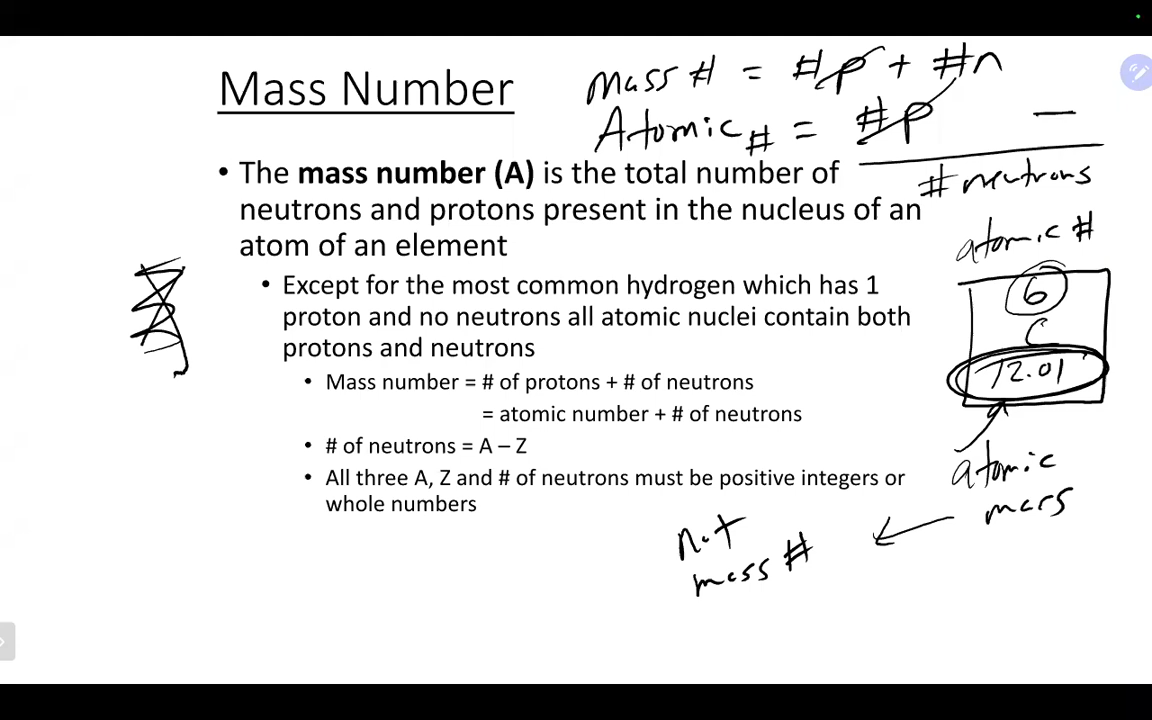 Mass Number
mass # = #p + #n
Atomic # = #p —
# neutrons
• The mass number (A) is the total number of
neutrons and protons present in the nucleus of an
atom of an element
atomic #
6
C
12.01
• Except for the most common hydrogen which has 1
proton and no neutrons all atomic nuclei contain both
protons and neutrons
• Mass number = # of protons + # of neutrons
= atomic number + # of neutrons
• # of neutrons = A – Z
• All three A, Z and # of neutrons must be positive integers or
whole numbers
atomic
mass
not
mass #